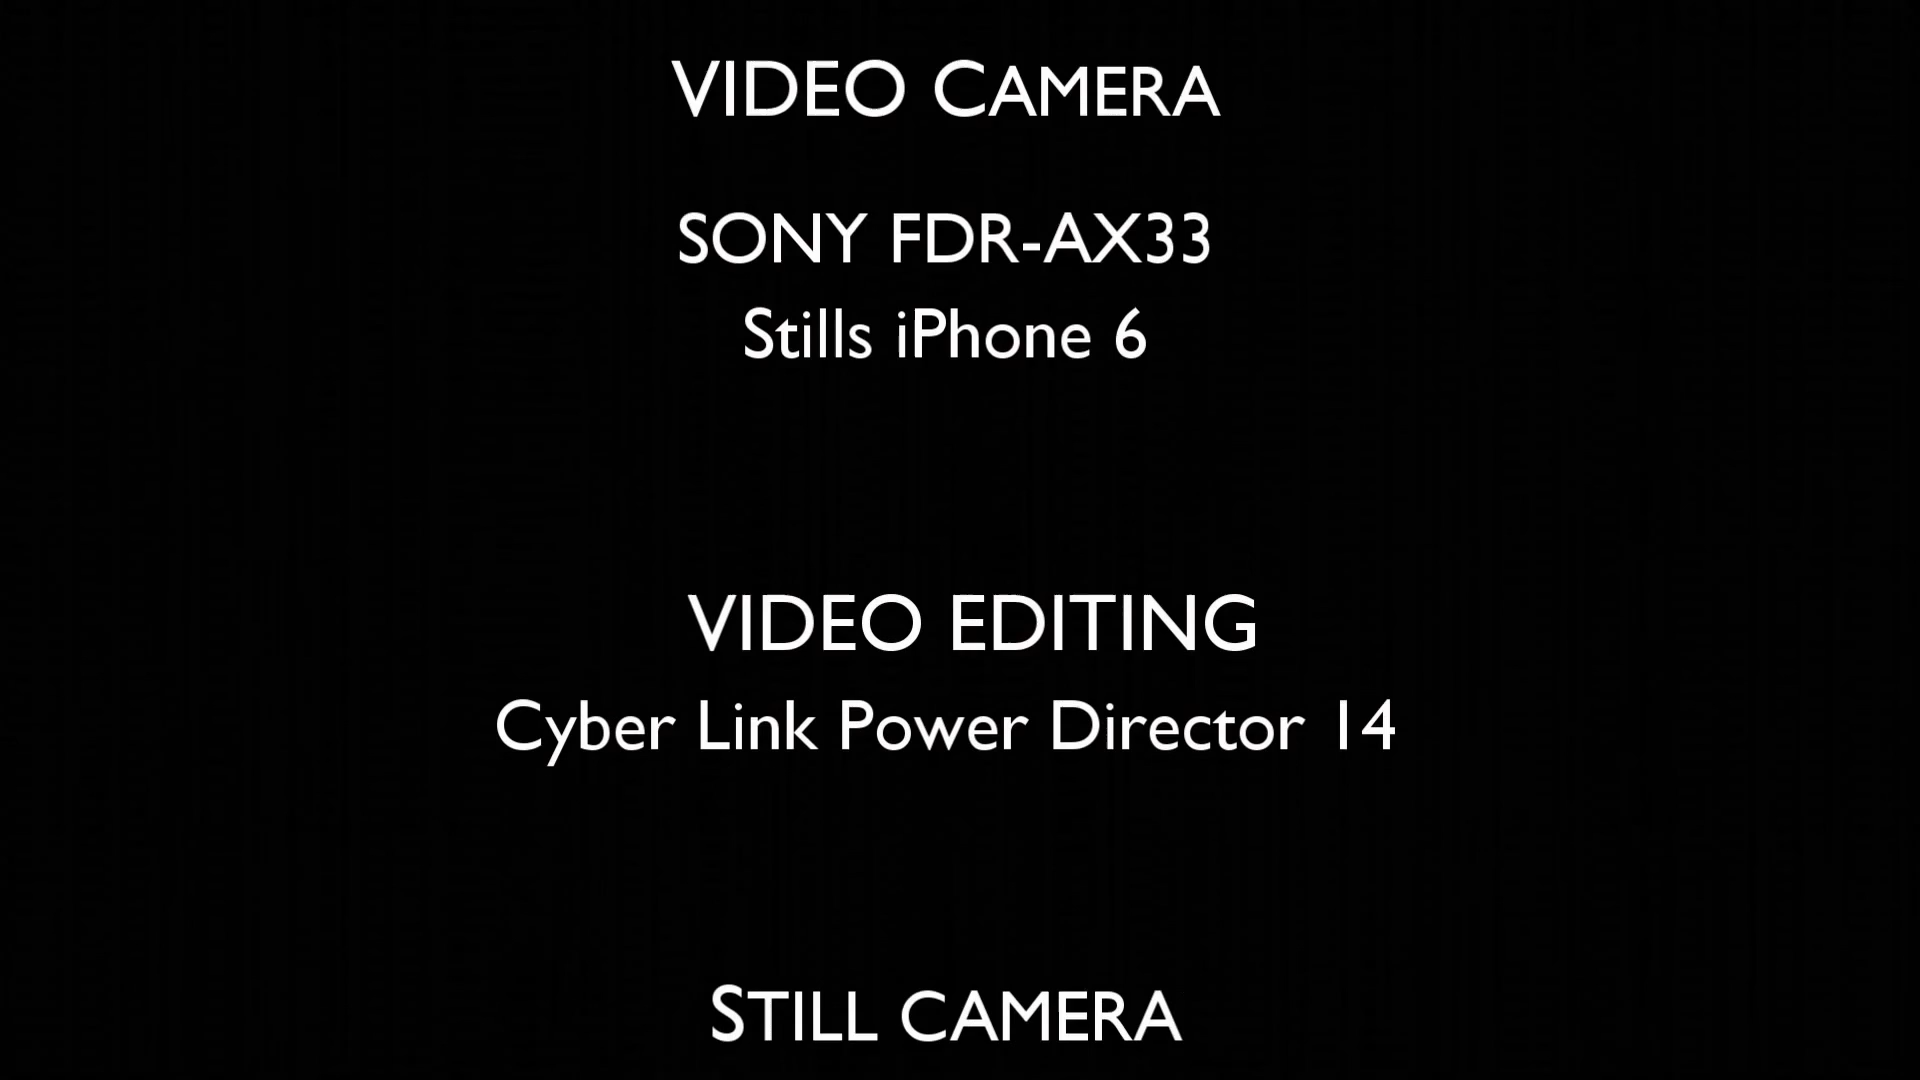 VIDEO CAMERA
SONY FDR-AX33
Stills iPhone 6
VIDEO EDITING
Cyber Link Power Director 14
STILL CAMERA